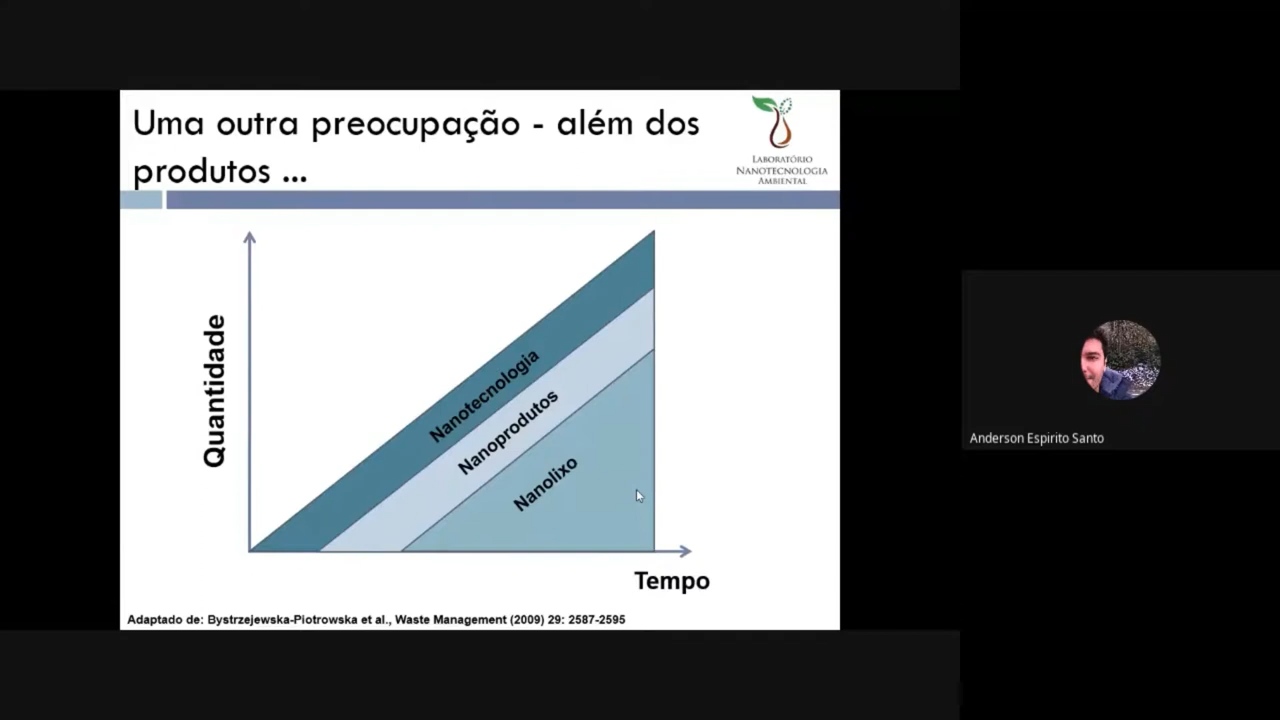 Uma outra preocupação - além dos
produtos ...
LABORATÓRIO
NANOTECNOLOGIA
AMBIENTAL
Quantidade
Nanotecnologia
Nanoprodutos
Nanolixo
Tempo
Adaptado de: Bystrzejewska-Piotrowska et al., Waste Management (2009) 29: 2587-2595
Anderson Espirito Santo